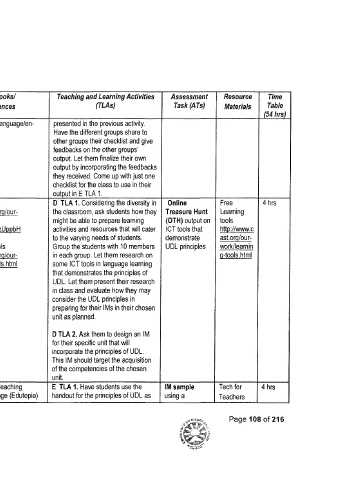 ooks/
ences
Teaching and Learning Activities
(TLAs)
Assessment
Task (ATs)
Resource
Materials
Time
Table
(54 hrs)
anguage/en-
presented in the previous activity.
Have the different groups share to
other groups their checklist and give
feedbacks on the other groups'
output. Let them finalize their own
output by incorporating the feedbacks
they received. Come up with just one
checklist for the class to use in their
output in E TLA 1.
rg/our-
UppbH
ols
rg/our-
ls.html
D TLA 1. Considering the diversity in
the classroom, ask students how they
might be able to prepare learning
activities and resources that will cater
to the varying needs of students.
Group the students with 10 members
in each group. Let them research on
some ICT tools in language learning
that demonstrates the principles of
UDL. Let them present their research
in class and evaluate how they may
consider the UDL principles in
preparing for their IMs in their chosen
unit as planned.
D TLA 2. Ask them to design an IM
for their specific unit that will
incorporate the principles of UDL.
This IM should target the acquisition
of the competencies of the chosen
unit.
Online
Treasure Hunt
(OTH) output on
ICT tools that
demonstrate
UDL principles
Free
Learning
tools
http://www.c
ast.org/our-
work/learnin
g-tools.html
4 hrs
eaching
ge (Edutopia)
E TLA 1. Have students use the
handout for the principles of UDL as
IM sample
using a
Tech for
Teachers
4 hrs
Page 108 of 216